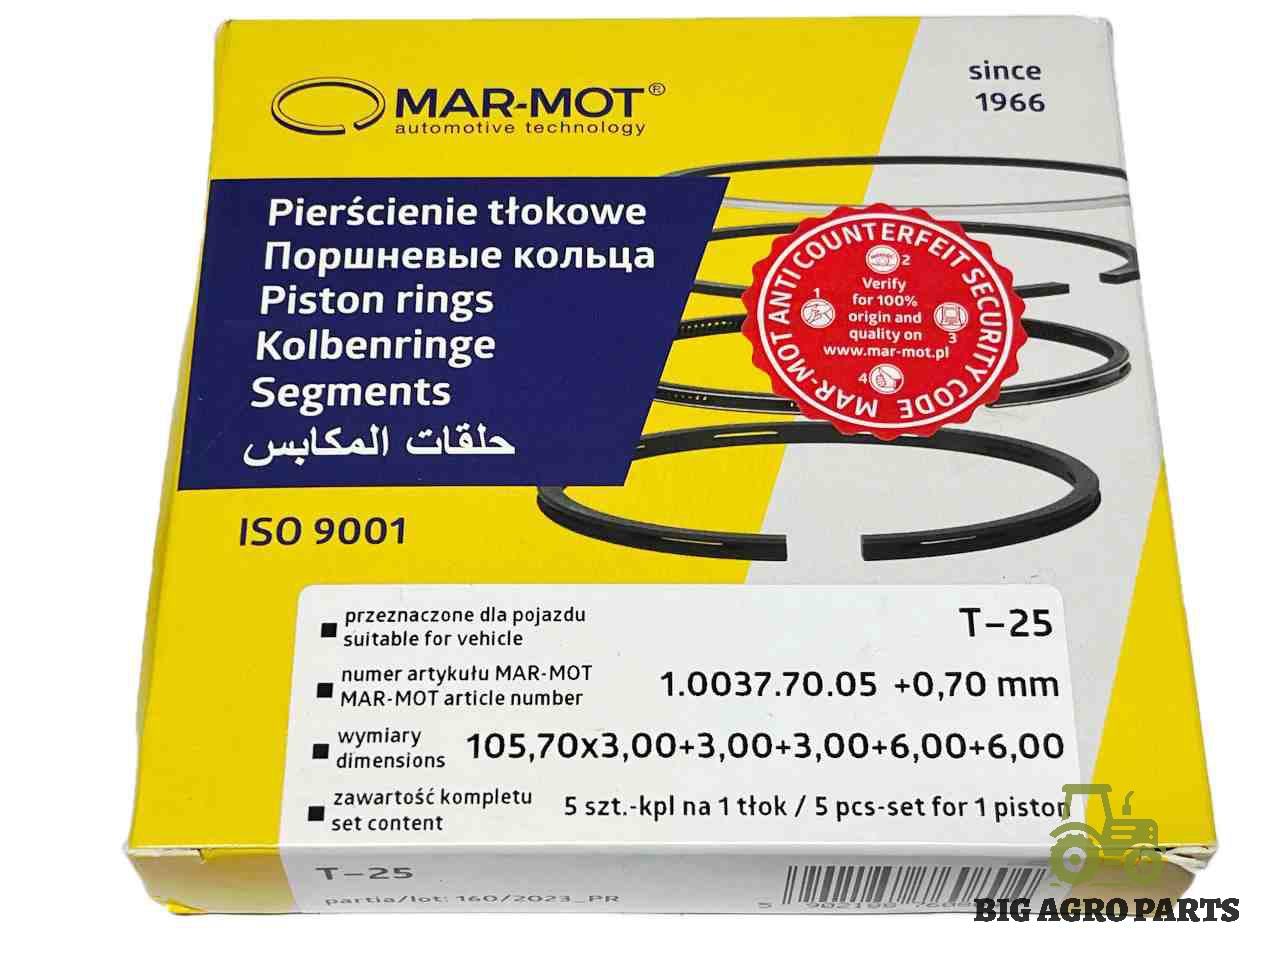 MAR-MOT®
automotive technology
since
1966
Pierścienie tłokowe
Поршневые кольца
Piston rings
Kolbenringe
Segments
حلقات المكابس
MAR-MOT ANTI COUNTERFEIT SECURITY CODE
1
2
3
4
Verify
for 100%
origin and
quality on
www.mar-mot.pl
ISO 9001
przeznaczone dla pojazdu
suitable for vehicle
T-25
numer artykułu MAR-MOT
MAR-MOT article number
1.0037.70.05 +0,70 mm
wymiary
dimensions
105,70x3,00+3,00+3,00+6,00+6,00
zawartość kompletu
set content
5 szt.-kpl na 1 tłok / 5 pcs-set for 1 piston
T-25
partia/lot: 160/2023_PR
BIG AGRO PARTS